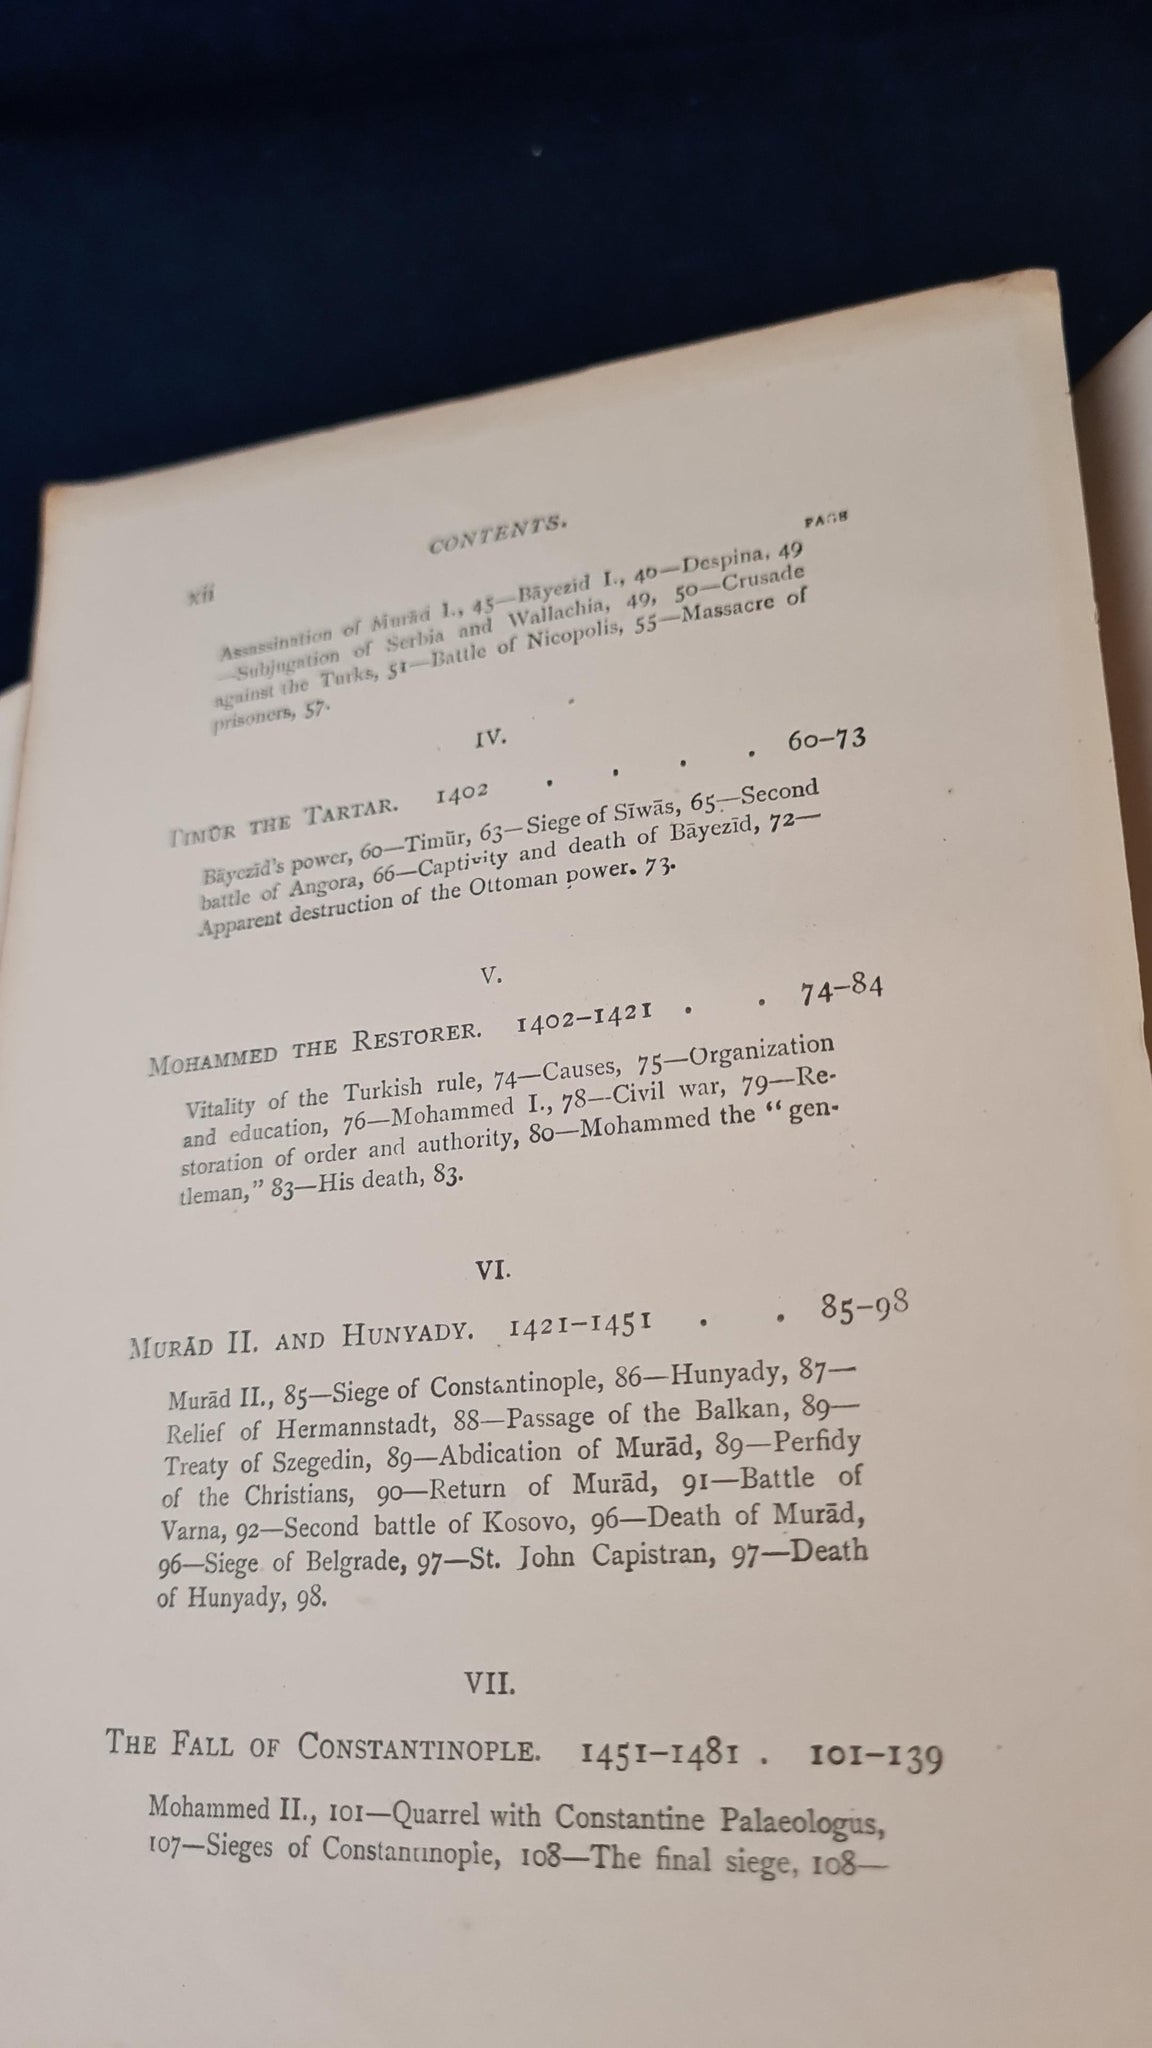 CONTENTS.
xii
PAGE
Assassination of Murād I., 45—Bāyezīd I., 40—Despina, 49
—Subjugation of Serbia and Wallachia, 49, 50—Crusade
against the Turks, 51—Battle of Nicopolis, 55—Massacre of
prisoners, 57.
IV.
TIMŪR THE TARTAR. 1402 . . . . 60–73
Bāyezīd's power, 60—Timūr, 63—Siege of Sīwās, 65—Second
battle of Angora, 66—Captivity and death of Bāyezīd, 72—
Apparent destruction of the Ottoman power. 73.
V.
MOHAMMED THE RESTORER. 1402–1421 . . 74–84
Vitality of the Turkish rule, 74—Causes, 75—Organization
and education, 76—Mohammed I., 78—Civil war, 79—Re-
storation of order and authority, 80—Mohammed the “gen-
tleman,” 83—His death, 83.
VI.
MURĀD II. AND HUNYADY. 1421–1451 . . 85–98
Murād II., 85—Siege of Constantinople, 86—Hunyady, 87—
Relief of Hermannstadt, 88—Passage of the Balkan, 89—
Treaty of Szegedin, 89—Abdication of Murād, 89—Perfidy
of the Christians, 90—Return of Murād, 91—Battle of
Varna, 92—Second battle of Kosovo, 96—Death of Murād,
96—Siege of Belgrade, 97—St. John Capistran, 97—Death
of Hunyady, 98.
VII.
THE FALL OF CONSTANTINOPLE. 1451–1481 . 101–139
Mohammed II., 101—Quarrel with Constantine Palaeologus,
107—Sieges of Constantinople, 108—The final siege, 108—